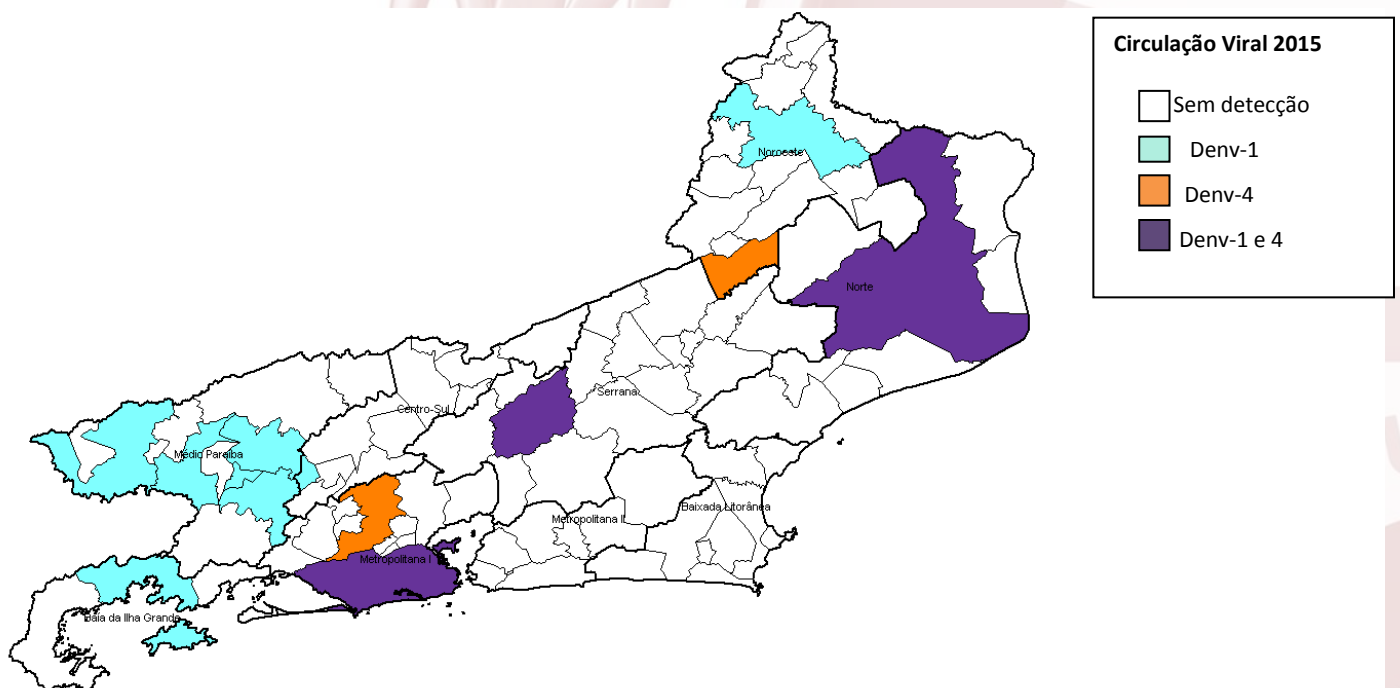 Circulação Viral 2015
Sem detecção
Denv-1
Denv-4
Denv-1 e 4
Noroeste
Norte
Serrana
Centro-Sul
Médio Paraíba
Baixada Litorânea
Metropolitana II
Metropolitana I
Baía da Ilha Grande